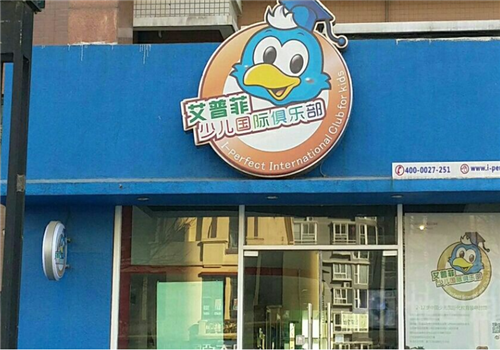 艾普菲
少儿国际俱乐部
I-Perfect International Club for kids
400-0027-251
www.i-pe
艾普菲
少儿国际俱乐部